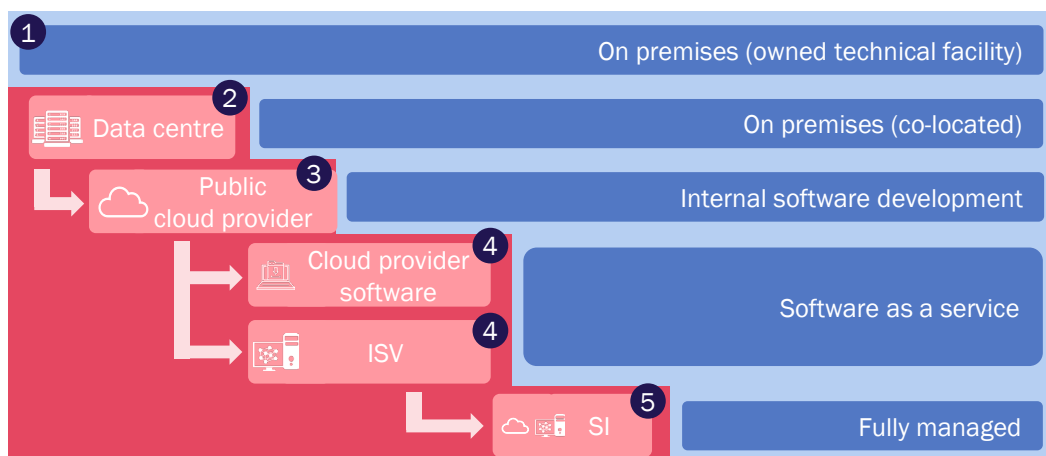 1
On premises (owned technical facility)
2
Data centre
On premises (co-located)
3
Public
cloud provider
Internal software development
4
Cloud provider
software
Software as a service
4
ISV
5
SI
Fully managed